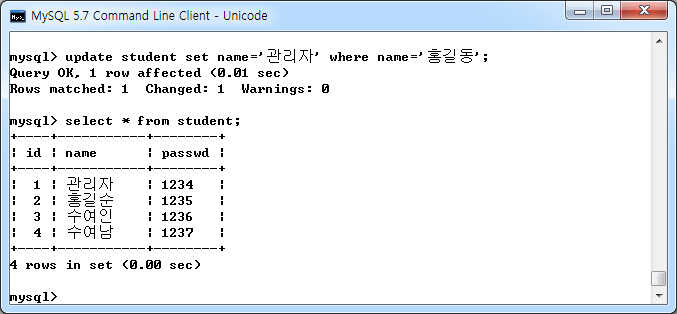 MySQL 5.7 Command Line Client - Unicode
mysql> update student set name='관리자' where name='홍길동';
Query OK, 1 row affected (0.01 sec)
Rows matched: 1  Changed: 1  Warnings: 0
mysql> select * from student;
+----+-----------+--------+
| id | name      | passwd |
+----+-----------+--------+
|  1 | 관리자    | 1234   |
|  2 | 홍길순    | 1235   |
|  3 | 수여인    | 1236   |
|  4 | 수여남    | 1237   |
+----+-----------+--------+
4 rows in set (0.00 sec)
mysql>